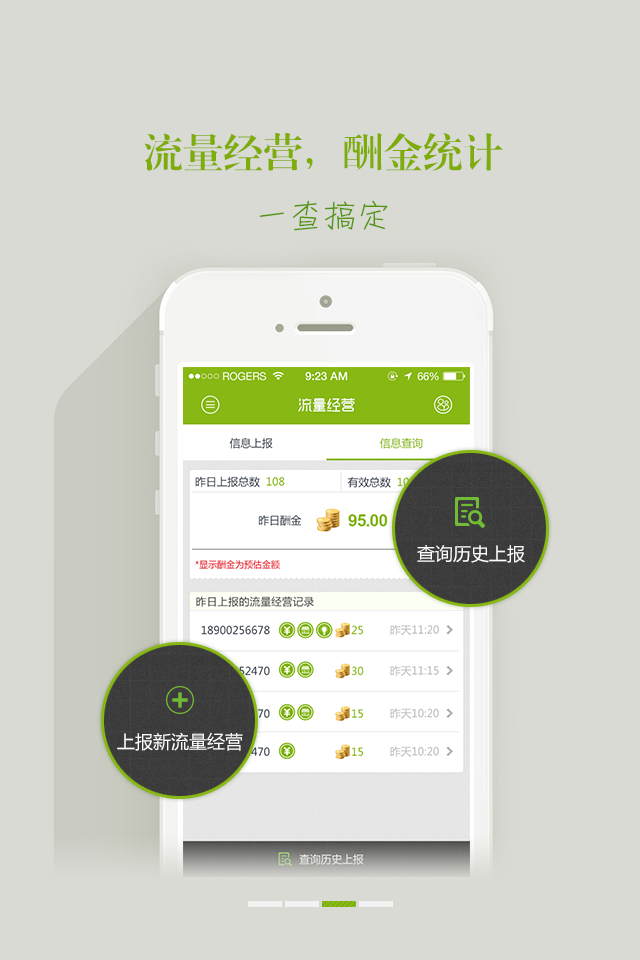 流量经营，酬金统计
一查搞定
ROGERS 9:23 AM 66%
流量经营
信息上报 信息查询
昨日上报总数 108 有效总数 10
昨日酬金 95.00
*显示酬金为预估金额
查询历史上报
昨日上报的流量经营记录
18900256678 25 昨天11:20
52470 30 昨天11:15
70 15 昨天10:20
470 15 昨天10:20
上报新流量经营
查询历史上报